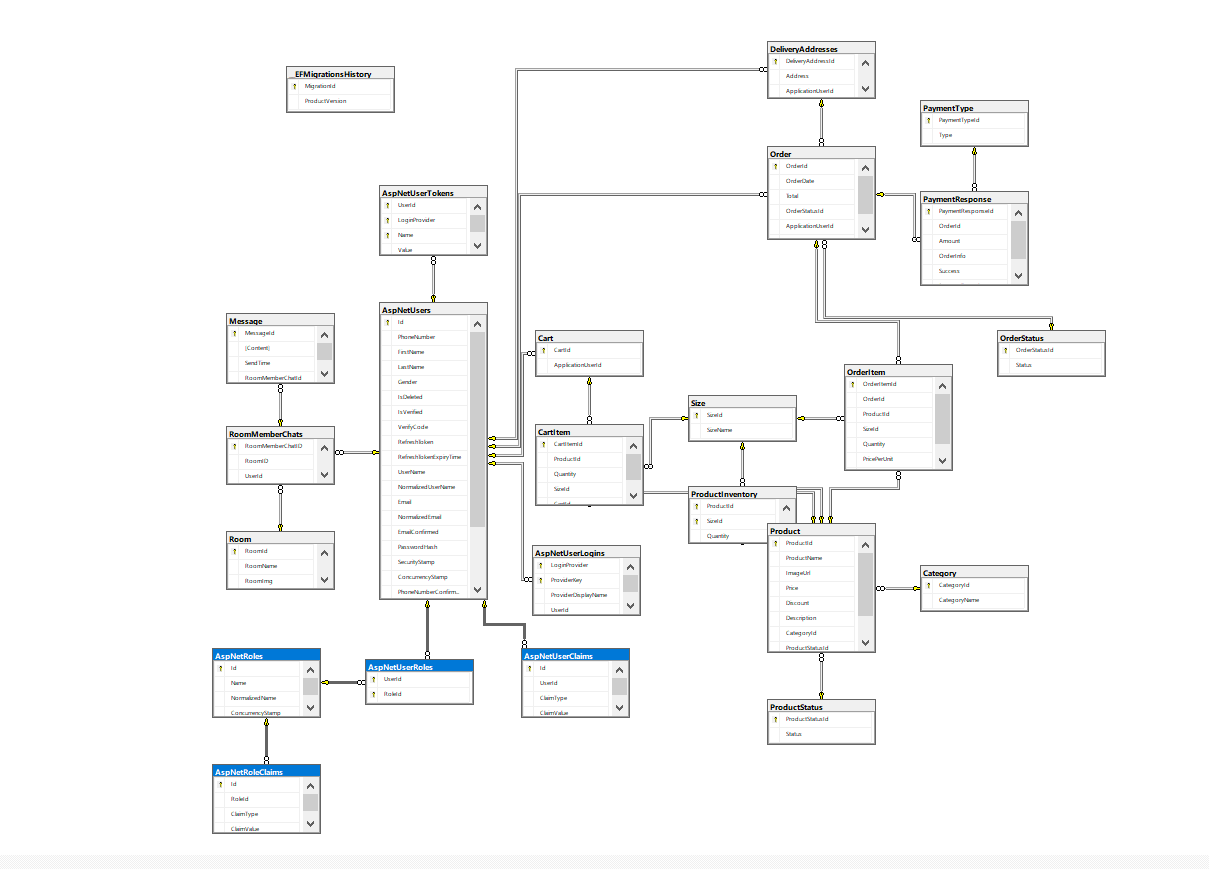 _EFMigrationsHistory
MigrationId
ProductVersion
DeliveryAddresses
DeliveryAddressId
Address
ApplicationUserId
PaymentType
PaymentTypeId
Type
Order
OrderId
OrderDate
Total
OrderStatusId
ApplicationUserId
PaymentResponse
PaymentResponseId
OrderId
Amount
OrderInfo
Success
AspNetUserTokens
UserId
LoginProvider
Name
Value
AspNetUsers
Id
PhoneNumber
FirstName
LastName
Gender
IsDeleted
IsVerified
VerifyCode
RefreshToken
RefreshTokenExpiryTime
UserName
NormalizedUserName
Email
NormalizedEmail
EmailConfirmed
PasswordHash
SecurityStamp
ConcurrencyStamp
PhoneNumberConfirm...
Message
MessageId
[Content]
SendTime
RoomMemberChatId
RoomMemberChats
RoomMemberChatID
RoomID
UserId
Room
RoomId
RoomName
RoomImg
Cart
CartId
ApplicationUserId
CartItem
CartItemId
ProductId
Quantity
SizeId
CartId
Size
SizeId
SizeName
OrderStatus
OrderStatusId
Status
OrderItem
OrderItemId
OrderId
ProductId
SizeId
Quantity
PricePerUnit
ProductInventory
ProductId
SizeId
Quantity
Product
ProductId
ProductName
ImageUrl
Price
Discount
Description
CategoryId
ProductStatusId
Category
CategoryId
CategoryName
ProductStatus
ProductStatusId
Status
AspNetUserLogins
LoginProvider
ProviderKey
ProviderDisplayName
UserId
AspNetRoles
Id
Name
NormalizedName
ConcurrencyStamp
AspNetUserRoles
UserId
RoleId
AspNetUserClaims
Id
UserId
ClaimType
ClaimValue
AspNetRoleClaims
Id
RoleId
ClaimType
ClaimValue